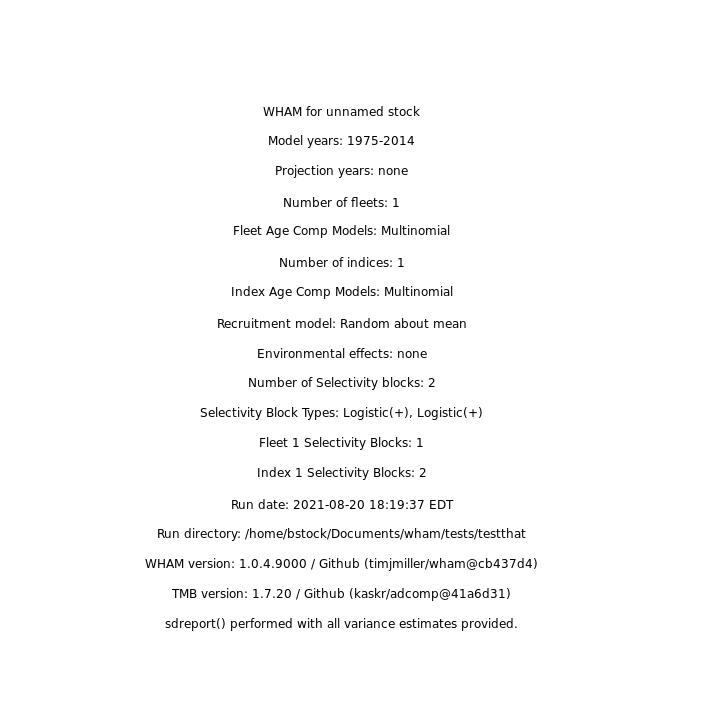 WHAM for unnamed stock
Model years: 1975-2014
Projection years: none
Number of fleets: 1
Fleet Age Comp Models: Multinomial
Number of indices: 1
Index Age Comp Models: Multinomial
Recruitment model: Random about mean
Environmental effects: none
Number of Selectivity blocks: 2
Selectivity Block Types: Logistic(+), Logistic(+)
Fleet 1 Selectivity Blocks: 1
Index 1 Selectivity Blocks: 2
Run date: 2021-08-20 18:19:37 EDT
Run directory: /home/bstock/Documents/wham/tests/testthat
WHAM version: 1.0.4.9000 / Github (timjmiller/wham@cb437d4)
TMB version: 1.7.20 / Github (kaskr/adcomp@41a6d31)
sdreport() performed with all variance estimates provided.